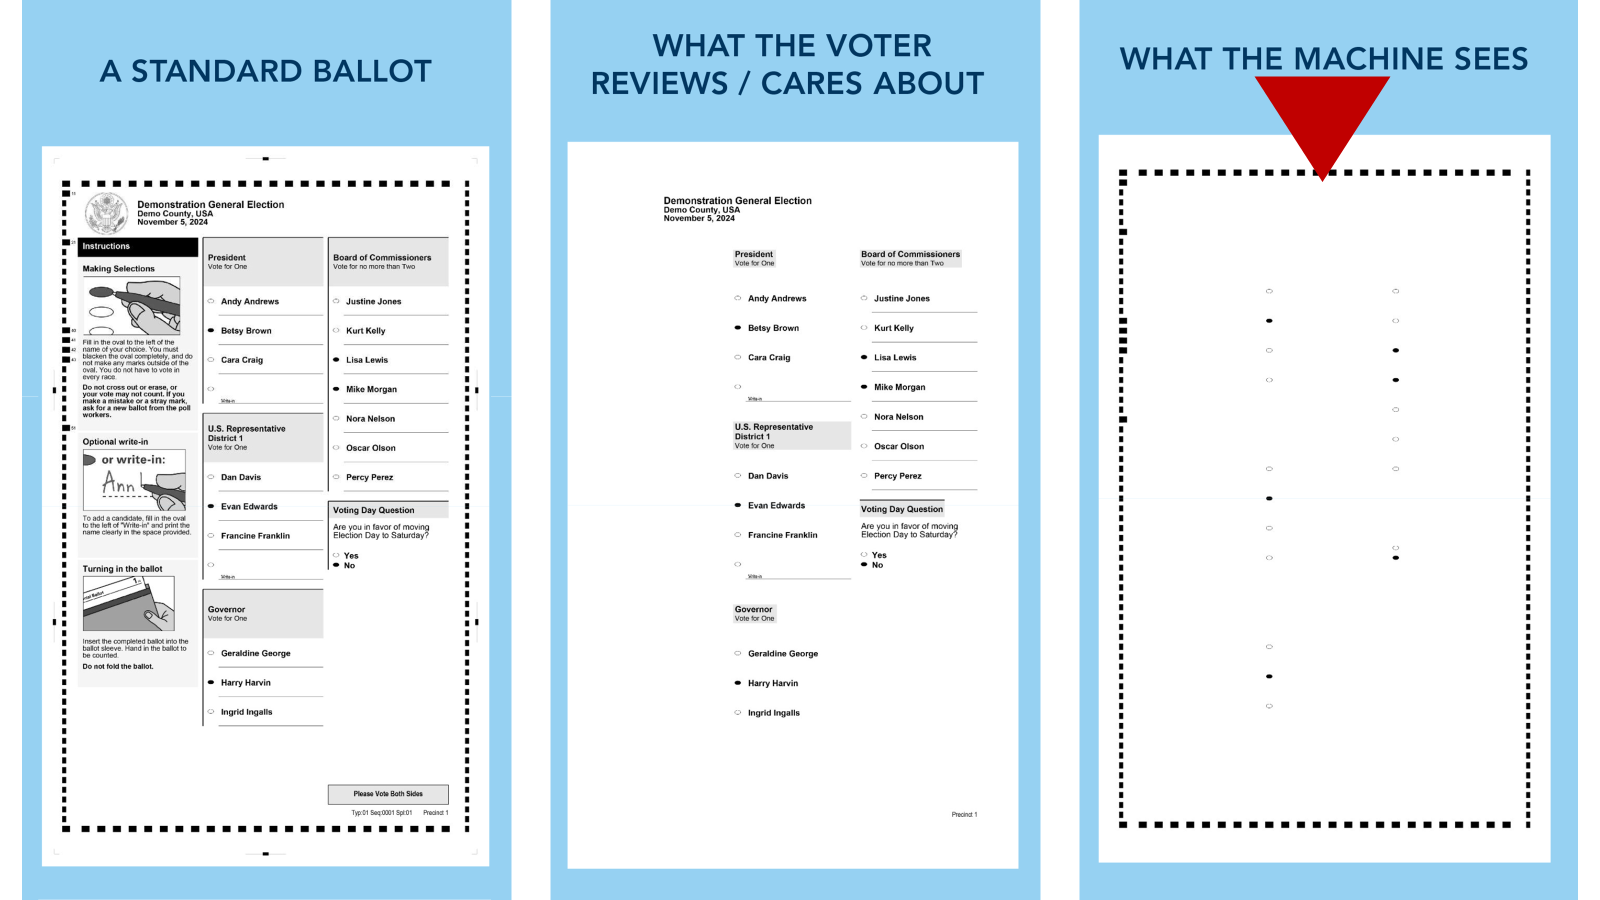 A STANDARD BALLOT
Demonstration General Election
Demo County, USA
November 5, 2024
11
21
40
41
42
43
51
Instructions
Making Selections
Fill in the oval to the left of the
name of your choice. You must
blacken the oval completely, and do
not make any marks outside of the
oval. You do not have to vote in
every race.
Do not cross out or erase, or
your vote may not count. If you
make a mistake or a stray mark,
ask for a new ballot from the poll
workers.
Optional write-in
or write-in:
Ann
To add a candidate, fill in the oval
to the left of "Write-in" and print the
name clearly in the space provided.
Turning in the ballot
Insert the completed ballot into the
ballot sleeve. Hand in the ballot to
be counted.
Do not fold the ballot.
President
Vote for One
Andy Andrews
Betsy Brown
Cara Craig
Write-in
U.S. Representative
District 1
Vote for One
Dan Davis
Evan Edwards
Francine Franklin
Write-in
Governor
Vote for One
Geraldine George
Harry Harvin
Ingrid Ingalls
Board of Commissioners
Vote for no more than Two
Justine Jones
Kurt Kelly
Lisa Lewis
Mike Morgan
Nora Nelson
Oscar Olson
Percy Perez
Voting Day Question
Are you in favor of moving
Election Day to Saturday?
Yes
No
Please Vote Both Sides
Typ:01 Seq:0001 Spl:01 Precinct 1
WHAT THE VOTER
REVIEWS / CARES ABOUT
Demonstration General Election
Demo County, USA
November 5, 2024
President
Vote for One
Andy Andrews
Betsy Brown
Cara Craig
Write-in
U.S. Representative
District 1
Vote for One
Dan Davis
Evan Edwards
Francine Franklin
Write-in
Governor
Vote for One
Geraldine George
Harry Harvin
Ingrid Ingalls
Board of Commissioners
Vote for no more than Two
Justine Jones
Kurt Kelly
Lisa Lewis
Mike Morgan
Nora Nelson
Oscar Olson
Percy Perez
Voting Day Question
Are you in favor of moving
Election Day to Saturday?
Yes
No
Precinct 1
WHAT THE MACHINE SEES